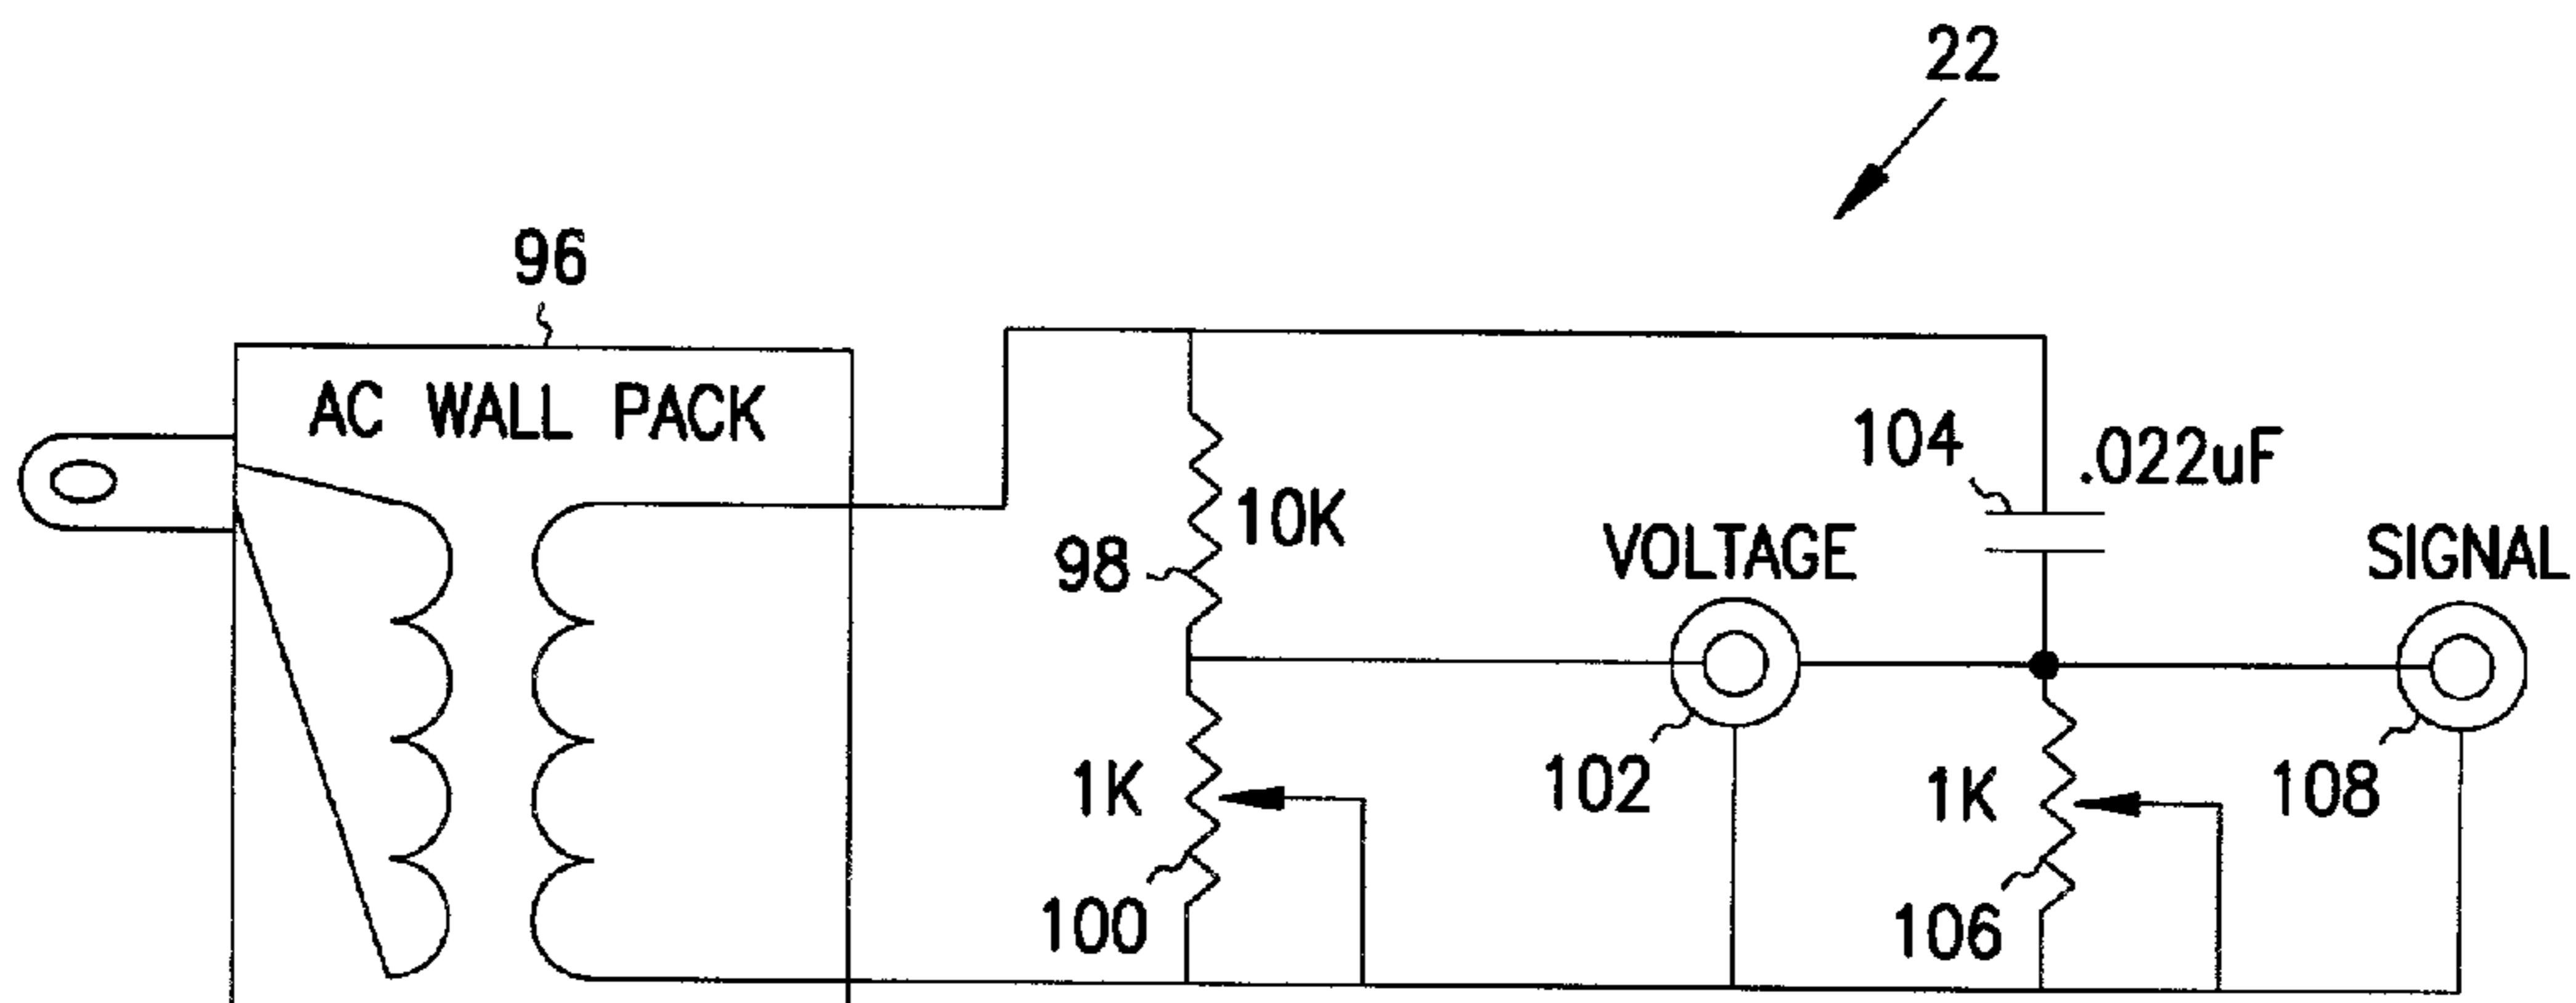 22
96
AC WALL PACK
104
.022uF
10K
98
VOLTAGE
SIGNAL
1K
102
1K
108
100
106